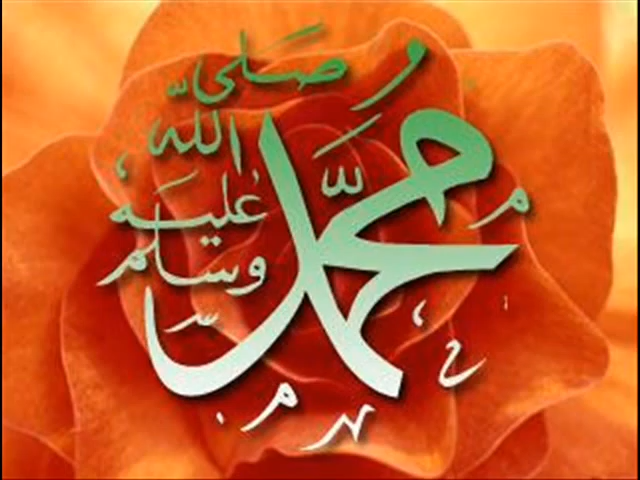 محمد
صلى
الله
عليه
وسلم